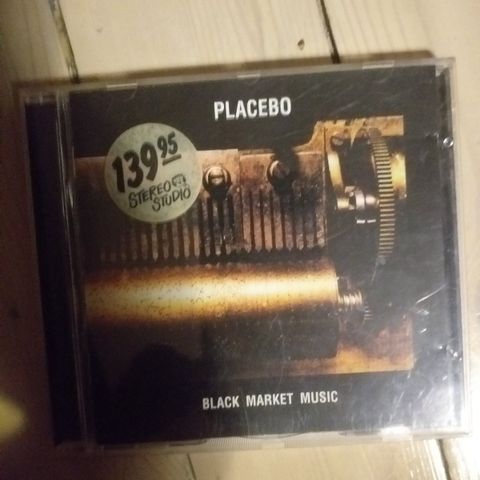 PLACEBO
139 95
STEREO
STUDIO
BLACK MARKET MUSIC